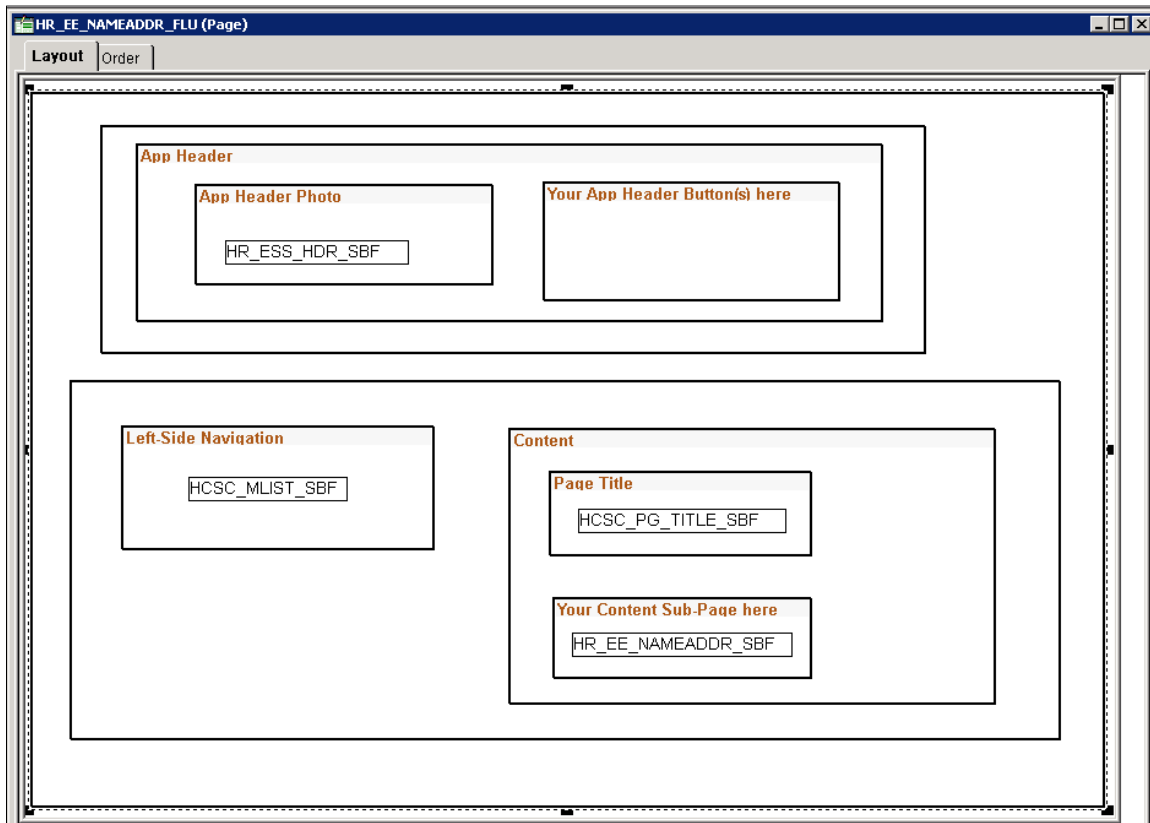 HR_EE_NAMEADDR_FLU (Page)
Layout Order
App Header
App Header Photo
Your App Header Button(s) here
HR_ESS_HDR_SBF
Left-Side Navigation
HCSC_MLIST_SBF
Content
Page Title
HCSC_PG_TITLE_SBF
Your Content Sub-Page here
HR_EE_NAMEADDR_SBF